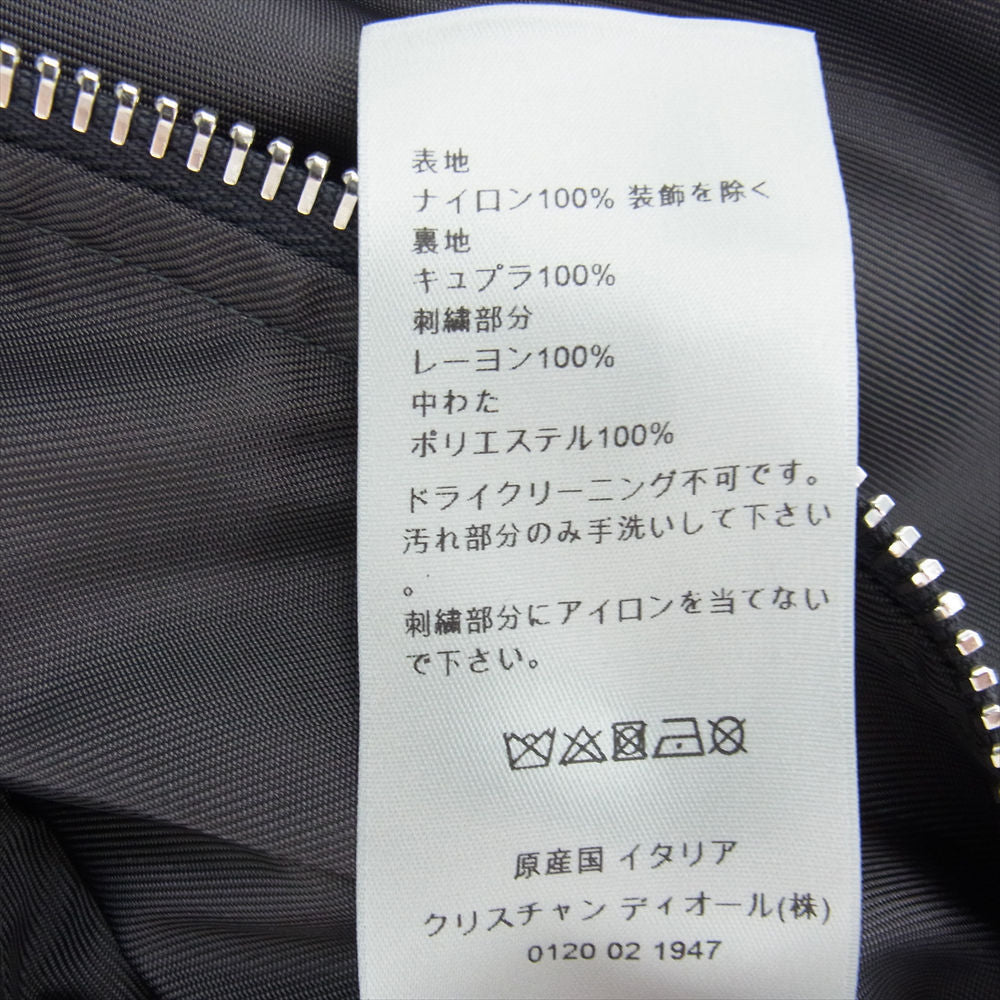 表地
ナイロン100% 装飾を除く
裏地
キュプラ100%
刺繍部分
レーヨン100%
中わた
ポリエステル100%
ドライクリーニング不可です。
汚れ部分のみ手洗いして下さい
。
刺繍部分にアイロンを当てない
で下さい。
原産国 イタリア
クリスチャン ディオール(株)
0120 02 1947